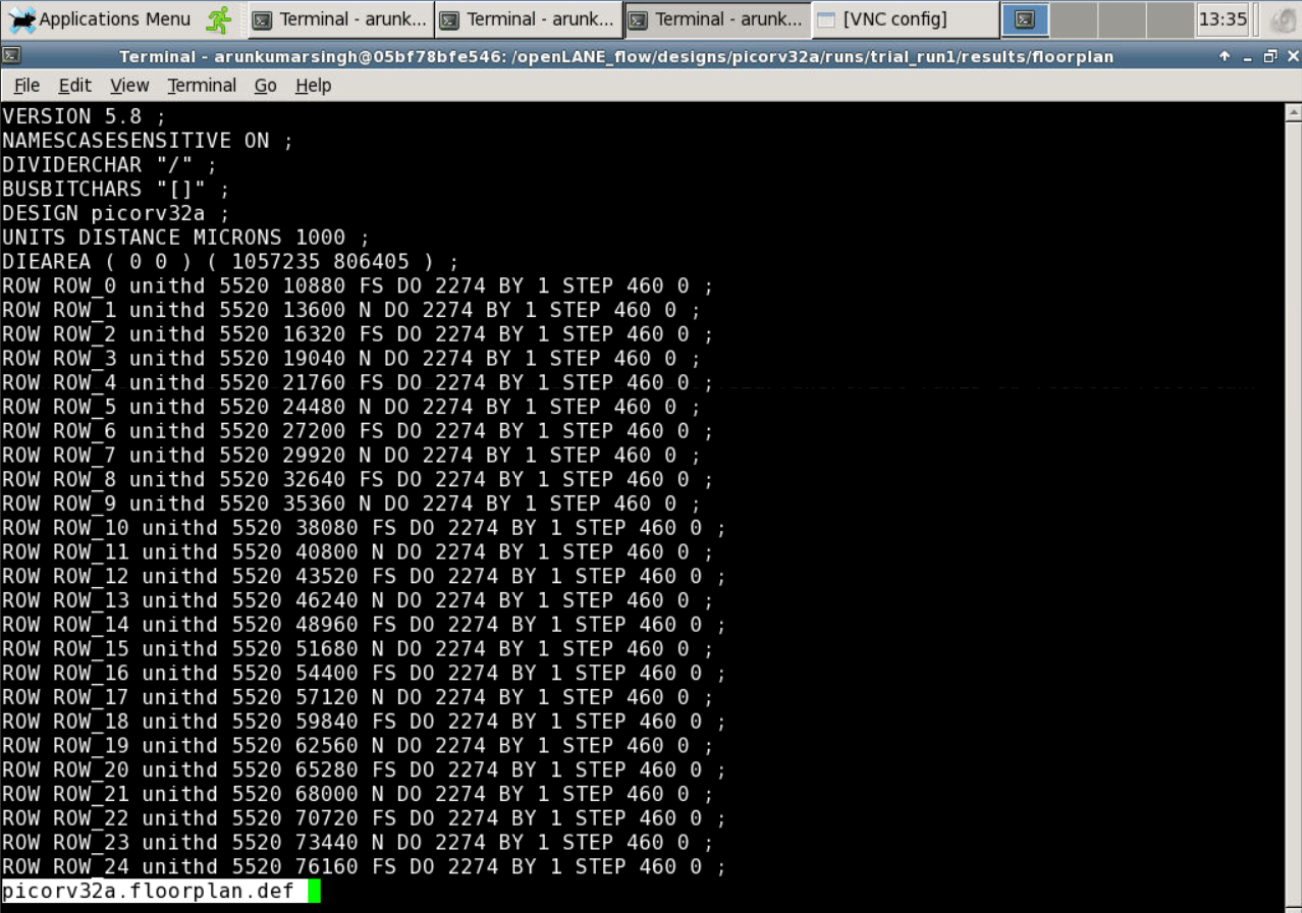 Applications Menu Terminal - arunk... Terminal - arunk... Terminal - arunk... [VNC config] 13:35
Terminal - arunkumarsingh@05bf78bfe546: /openLANE_flow/designs/picorv32a/runs/trial_run1/results/floorplan
File Edit View Terminal Go Help
VERSION 5.8 ;
NAMESCASESENSITIVE ON ;
DIVIDERCHAR "/" ;
BUSBITCHARS "[]" ;
DESIGN picorv32a ;
UNITS DISTANCE MICRONS 1000 ;
DIEAREA ( 0 0 ) ( 1057235 806405 ) ;
ROW ROW_0 unithd 5520 10880 FS DO 2274 BY 1 STEP 460 0 ;
ROW ROW_1 unithd 5520 13600 N DO 2274 BY 1 STEP 460 0 ;
ROW ROW_2 unithd 5520 16320 FS DO 2274 BY 1 STEP 460 0 ;
ROW ROW_3 unithd 5520 19040 N DO 2274 BY 1 STEP 460 0 ;
ROW ROW_4 unithd 5520 21760 FS DO 2274 BY 1 STEP 460 0 ;
ROW ROW_5 unithd 5520 24480 N DO 2274 BY 1 STEP 460 0 ;
ROW ROW_6 unithd 5520 27200 FS DO 2274 BY 1 STEP 460 0 ;
ROW ROW_7 unithd 5520 29920 N DO 2274 BY 1 STEP 460 0 ;
ROW ROW_8 unithd 5520 32640 FS DO 2274 BY 1 STEP 460 0 ;
ROW ROW_9 unithd 5520 35360 N DO 2274 BY 1 STEP 460 0 ;
ROW ROW_10 unithd 5520 38080 FS DO 2274 BY 1 STEP 460 0 ;
ROW ROW_11 unithd 5520 40800 N DO 2274 BY 1 STEP 460 0 ;
ROW ROW_12 unithd 5520 43520 FS DO 2274 BY 1 STEP 460 0 ;
ROW ROW_13 unithd 5520 46240 N DO 2274 BY 1 STEP 460 0 ;
ROW ROW_14 unithd 5520 48960 FS DO 2274 BY 1 STEP 460 0 ;
ROW ROW_15 unithd 5520 51680 N DO 2274 BY 1 STEP 460 0 ;
ROW ROW_16 unithd 5520 54400 FS DO 2274 BY 1 STEP 460 0 ;
ROW ROW_17 unithd 5520 57120 N DO 2274 BY 1 STEP 460 0 ;
ROW ROW_18 unithd 5520 59840 FS DO 2274 BY 1 STEP 460 0 ;
ROW ROW_19 unithd 5520 62560 N DO 2274 BY 1 STEP 460 0 ;
ROW ROW_20 unithd 5520 65280 FS DO 2274 BY 1 STEP 460 0 ;
ROW ROW_21 unithd 5520 68000 N DO 2274 BY 1 STEP 460 0 ;
ROW ROW_22 unithd 5520 70720 FS DO 2274 BY 1 STEP 460 0 ;
ROW ROW_23 unithd 5520 73440 N DO 2274 BY 1 STEP 460 0 ;
ROW ROW_24 unithd 5520 76160 FS DO 2274 BY 1 STEP 460 0 ;
picorv32a.floorplan.def